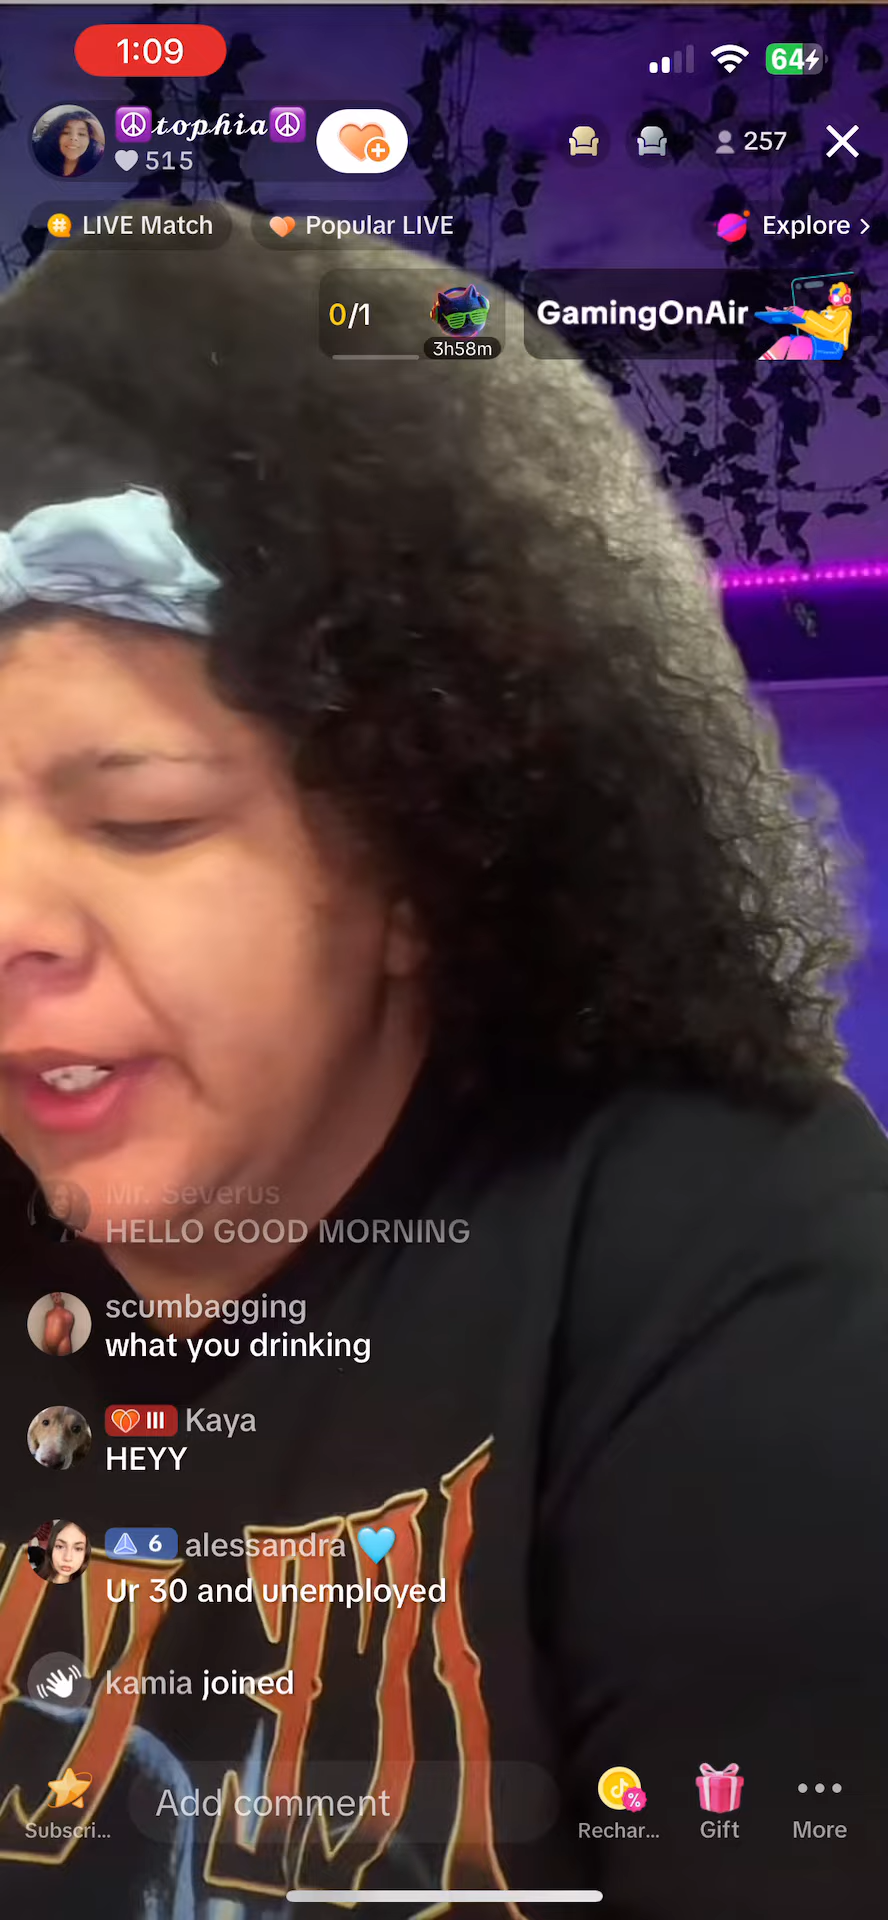 1:09
64
☮️tophia☮️
515
257
LIVE Match
Popular LIVE
Explore >
0/1
3h58m
GamingOnAir
Mr. Severus
HELLO GOOD MORNING
scumbagging
what you drinking
III Kaya
HEYY
6 alessandra 🩵
Ur 30 and unemployed
kamia joined
Add comment
Subscri...
Rechar...
Gift
More